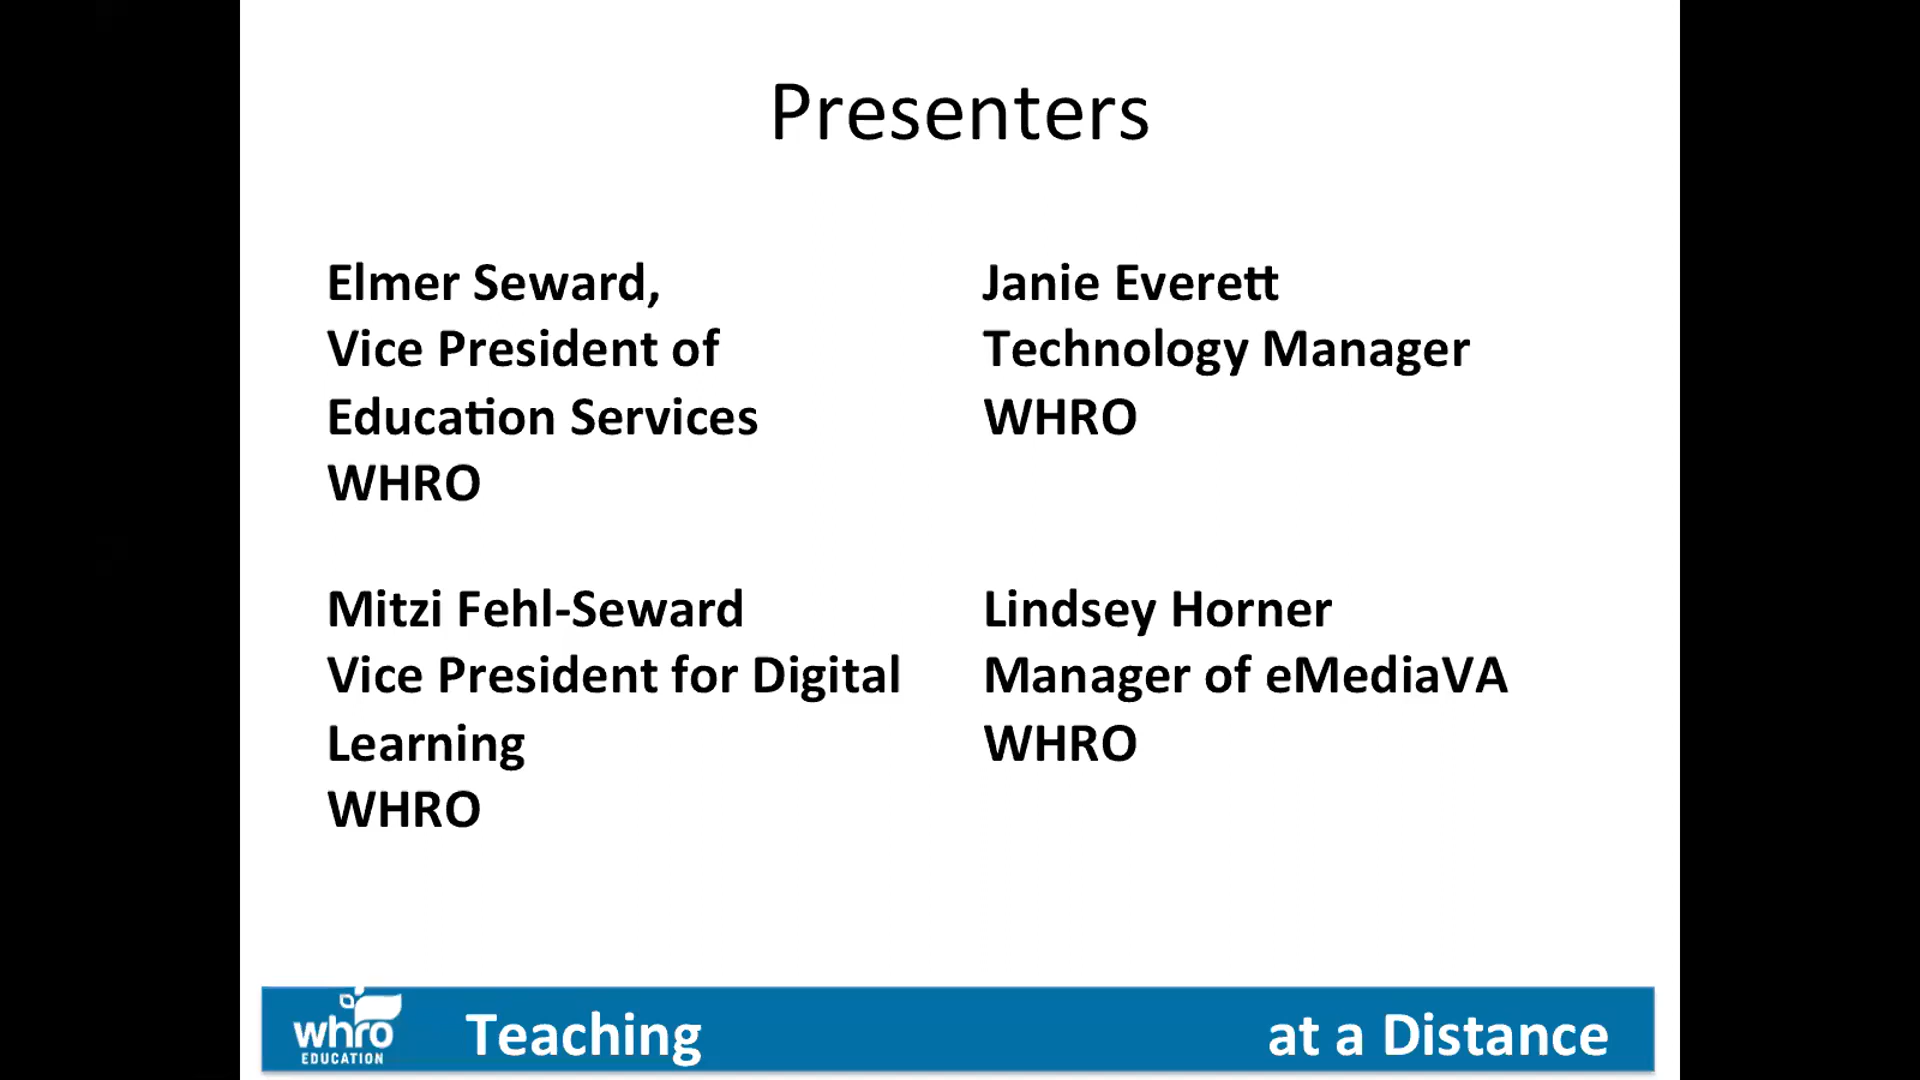 Presenters
Elmer Seward,
Vice President of
Education Services
WHRO
Janie Everett
Technology Manager
WHRO
Mitzi Fehl-Seward
Vice President for Digital
Learning
WHRO
Lindsey Horner
Manager of eMediaVA
WHRO
whro
EDUCATION
Teaching at a Distance